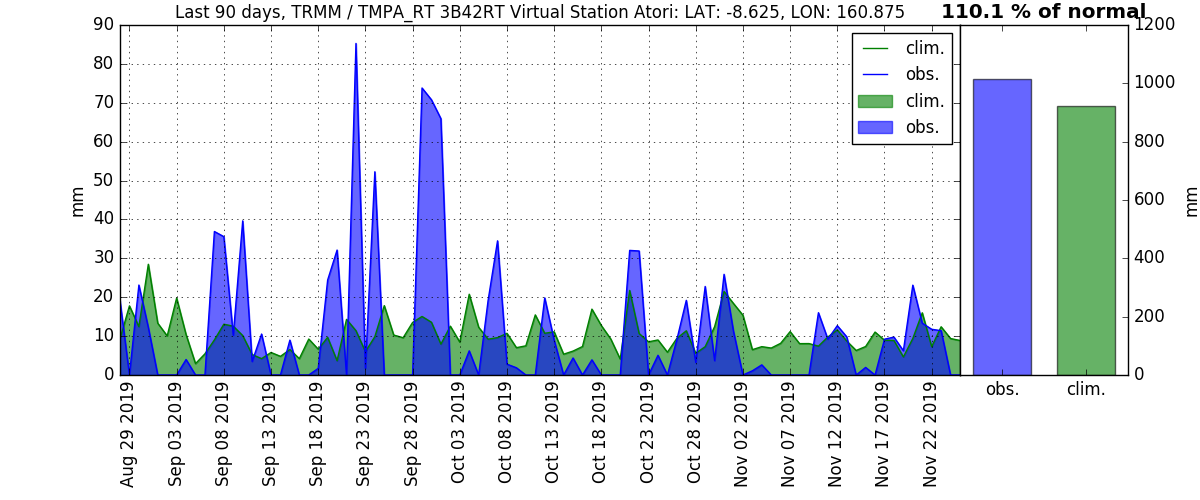 Last 90 days, TRMM / TMPA_RT 3B42RT Virtual Station Atori: LAT: -8.625, LON: 160.875
110.1 % of normal
90
80
70
60
50
40
30
20
10
0
mm
clim.
obs.
clim.
obs.
1200
1000
800
600
400
200
0
mm
obs.
clim.
Aug 29 2019
Sep 03 2019
Sep 08 2019
Sep 13 2019
Sep 18 2019
Sep 23 2019
Sep 28 2019
Oct 03 2019
Oct 08 2019
Oct 13 2019
Oct 18 2019
Oct 23 2019
Oct 28 2019
Nov 02 2019
Nov 07 2019
Nov 12 2019
Nov 17 2019
Nov 22 2019